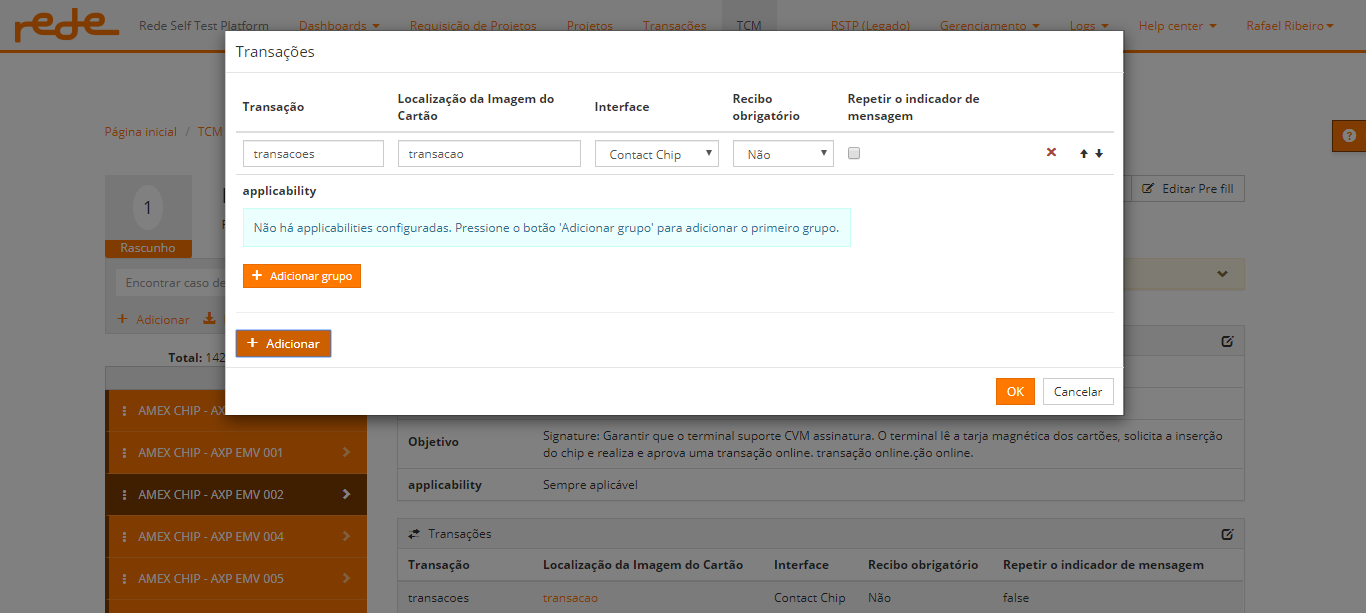 rede
Rede Self Test Platform
Dashboards
Requisição de Projetos
Projetos
Transações
TCM
RSTP (Legado)
Gerenciamento
Logs
Help center
Rafael Ribeiro
Transações
Transação
Localização da Imagem do Cartão
Interface
Recibo obrigatório
Repetir o indicador de mensagem
transacoes
transacao
Contact Chip
Não
applicability
Não há applicabilities configuradas. Pressione o botão 'Adicionar grupo' para adicionar o primeiro grupo.
+ Adicionar grupo
+ Adicionar
OK
Cancelar
Página inicial / TCM
1
Rascunho
Editar Pre fill
Encontrar caso de
+ Adicionar
Total: 142
AMEX CHIP - AX
AMEX CHIP - AXP EMV 001
AMEX CHIP - AXP EMV 002
AMEX CHIP - AXP EMV 004
AMEX CHIP - AXP EMV 005
Objetivo
Signature: Garantir que o terminal suporte CVM assinatura. O terminal lê a tarja magnética dos cartões, solicita a inserção
do chip e realiza e aprova uma transação online. transação online.ção online.
applicability
Sempre aplicável
Transações
Transação
Localização da Imagem do Cartão
Interface
Recibo obrigatório
Repetir o indicador de mensagem
transacoes
transacao
Contact Chip
Não
false